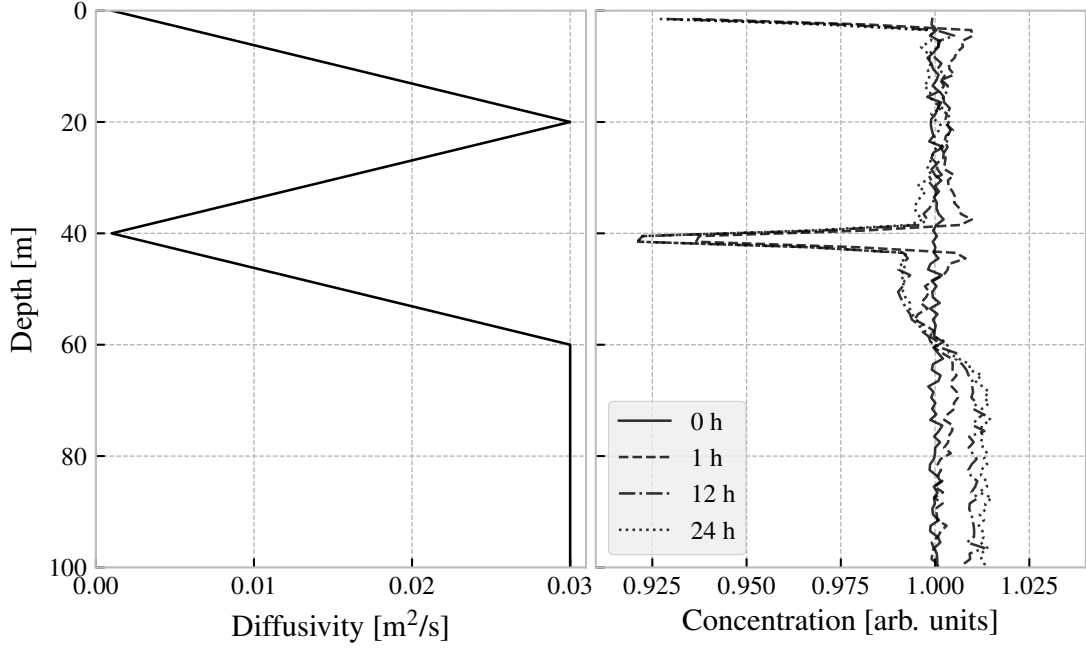 0
20
40
60
80
100
Depth [m]
0.00
0.01
0.02
0.03
Diffusivity [m²/s]
0 h
1 h
12 h
24 h
0.925
0.950
0.975
1.000
1.025
Concentration [arb. units]